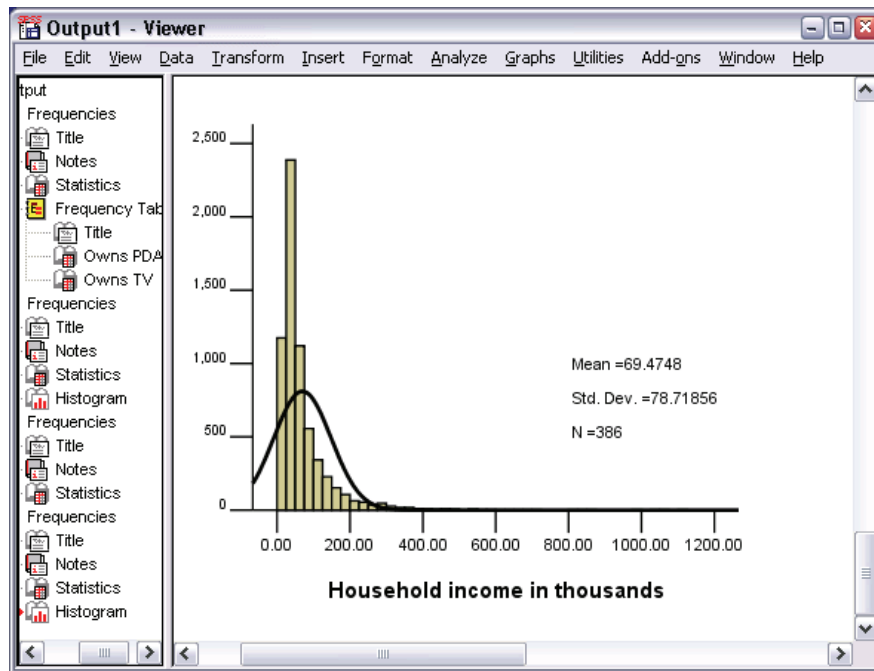 SPSS
Output1 - Viewer
File Edit View Data Transform Insert Format Analyze Graphs Utilities Add-ons Window Help
tput
Frequencies
Title
Notes
Statistics
Frequency Tab
Title
Owns PDA
Owns TV
Frequencies
Title
Notes
Statistics
Histogram
Frequencies
Title
Notes
Statistics
Frequencies
Title
Notes
Statistics
Histogram
2,500
2,000
1,500
1,000
500
0
Mean =69.4748
Std. Dev. =78.71856
N =386
0.00 200.00 400.00 600.00 800.00 1000.00 1200.00
Household income in thousands